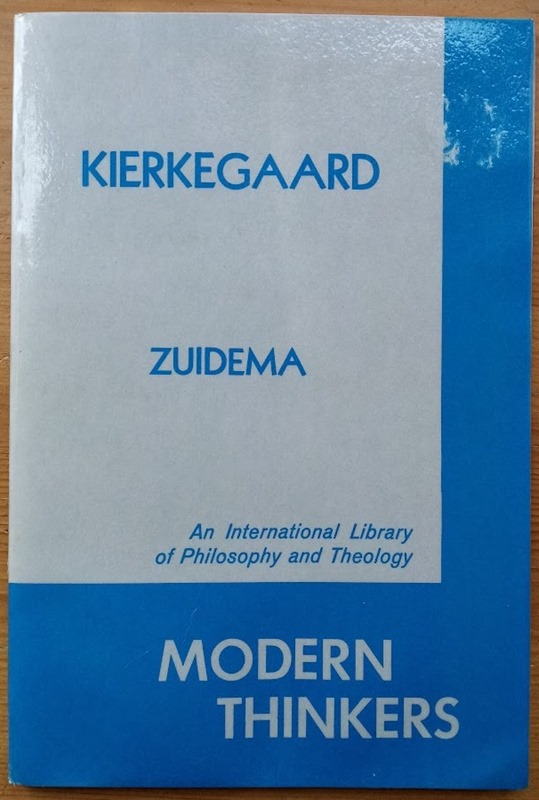 KIERKEGAARD
ZUIDEMA
An International Library
of Philosophy and Theology
MODERN
THINKERS